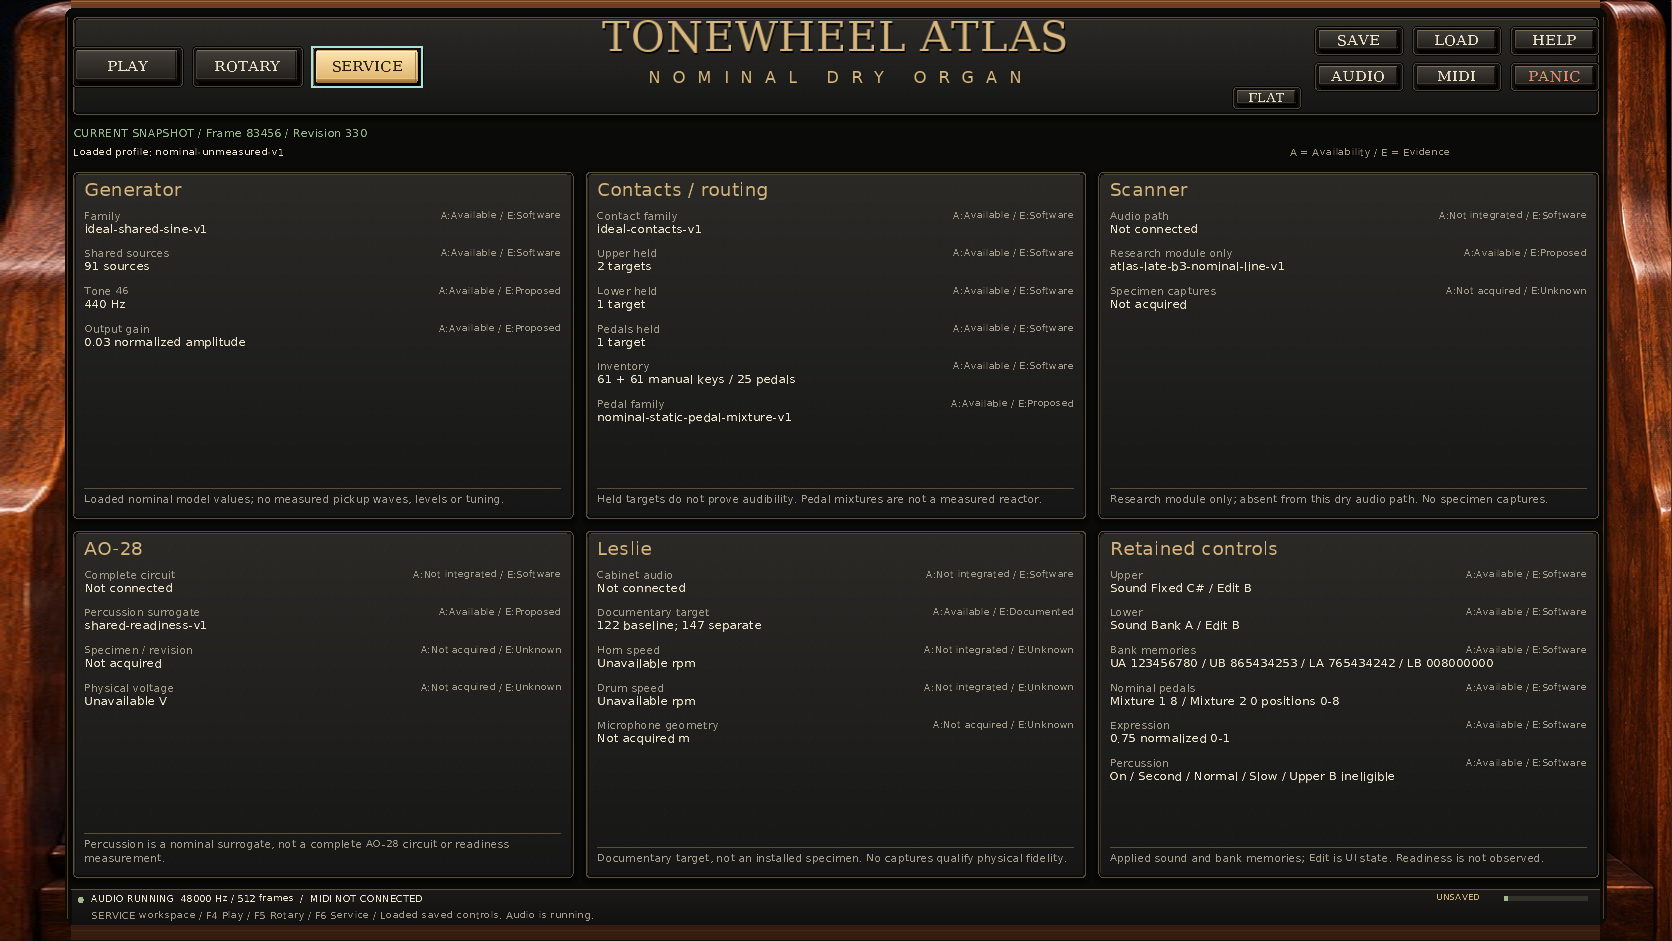 TONEWHEEL ATLAS
NOMINAL DRY ORGAN
PLAY
ROTARY
SERVICE
SAVE
LOAD
HELP
AUDIO
MIDI
PANIC
FLAT
CURRENT SNAPSHOT / Frame 83456 / Revision 330
Loaded profile: nominal-unmeasured-v1
A = Availability / E = Evidence
Generator
Family A:Available / E:Software
ideal-shared-sine-v1
Shared sources A:Available / E:Software
91 sources
Tone 46 A:Available / E:Proposed
440 Hz
Output gain A:Available / E:Proposed
0.03 normalized amplitude
Loaded nominal model values; no measured pickup waves, levels or tuning.
Contacts / routing
Contact family A:Available / E:Software
ideal-contacts-v1
Upper held A:Available / E:Software
2 targets
Lower held A:Available / E:Software
1 target
Pedals held A:Available / E:Software
1 target
Inventory A:Available / E:Software
61 + 61 manual keys / 25 pedals
Pedal family A:Available / E:Proposed
nominal-static-pedal-mixture-v1
Held targets do not prove audibility. Pedal mixtures are not a measured reactor.
Scanner
Audio path A:Not integrated / E:Software
Not connected
Research module only A:Available / E:Proposed
atlas-late-b3-nominal-line-v1
Specimen captures A:Not acquired / E:Unknown
Not acquired
Research module only; absent from this dry audio path. No specimen captures.
AO-28
Complete circuit A:Not integrated / E:Software
Not connected
Percussion surrogate A:Available / E:Proposed
shared-readiness-v1
Specimen / revision A:Not acquired / E:Unknown
Not acquired
Physical voltage A:Not acquired / E:Unknown
Unavailable V
Percussion is a nominal surrogate, not a complete AO-28 circuit or readiness
measurement.
Leslie
Cabinet audio A:Not integrated / E:Software
Not connected
Documentary target A:Available / E:Documented
122 baseline; 147 separate
Horn speed A:Not integrated / E:Unknown
Unavailable rpm
Drum speed A:Not integrated / E:Unknown
Unavailable rpm
Microphone geometry A:Not acquired / E:Unknown
Not acquired m
Documentary target, not an installed specimen. No captures qualify physical fidelity.
Retained controls
Upper A:Available / E:Software
Sound Fixed C# / Edit B
Lower A:Available / E:Software
Sound Bank A / Edit B
Bank memories A:Available / E:Software
UA 123456780 / UB 865434253 / LA 765434242 / LB 008000000
Nominal pedals A:Available / E:Software
Mixture 1 8 / Mixture 2 0 positions 0-8
Expression A:Available / E:Software
0.75 normalized 0-1
Percussion A:Available / E:Software
On / Second / Normal / Slow / Upper B ineligible
Applied sound and bank memories; Edit is UI state. Readiness is not observed.
AUDIO RUNNING 48000 Hz / 512 frames / MIDI NOT CONNECTED
UNSAVED
SERVICE workspace / F4 Play / F5 Rotary / F6 Service / Loaded saved controls. Audio is running.